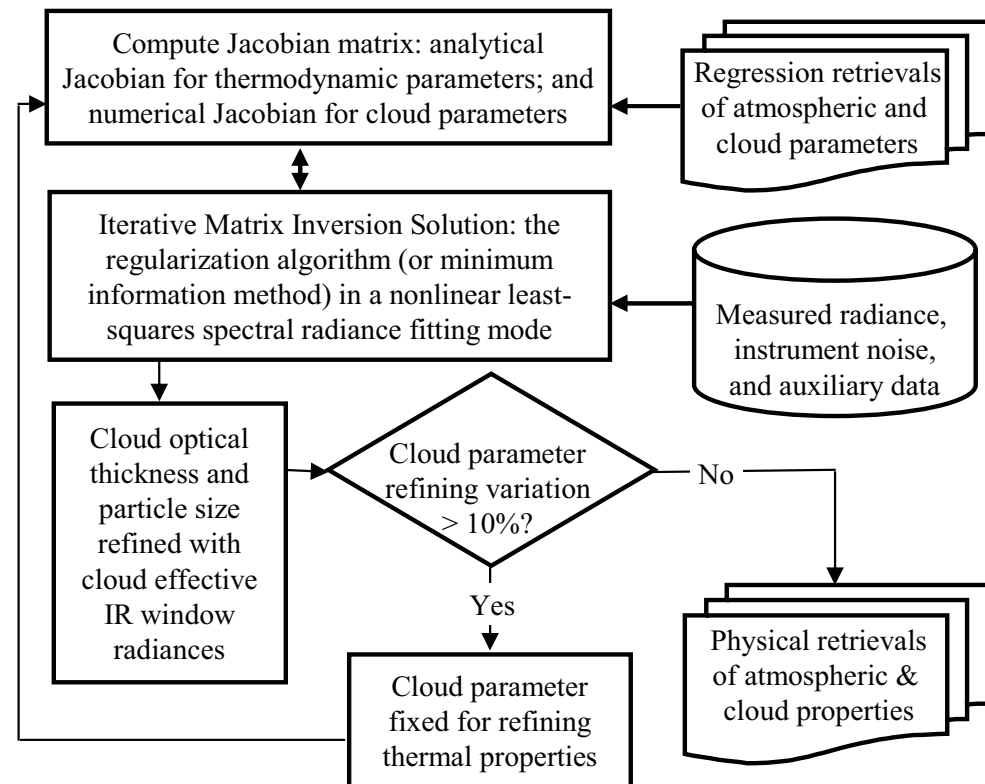 Compute Jacobian matrix: analytical
Jacobian for thermodynamic parameters; and
numerical Jacobian for cloud parameters
Regression retrievals
of atmospheric and
cloud parameters
Iterative Matrix Inversion Solution: the
regularization algorithm (or minimum
information method) in a nonlinear least-
squares spectral radiance fitting mode
Measured radiance,
instrument noise,
and auxiliary data
Cloud optical
thickness and
particle size
refined with
cloud effective
IR window
radiances
Cloud parameter
refining variation
> 10%?
No
Yes
Cloud parameter
fixed for refining
thermal properties
Physical retrievals
of atmospheric &
cloud properties